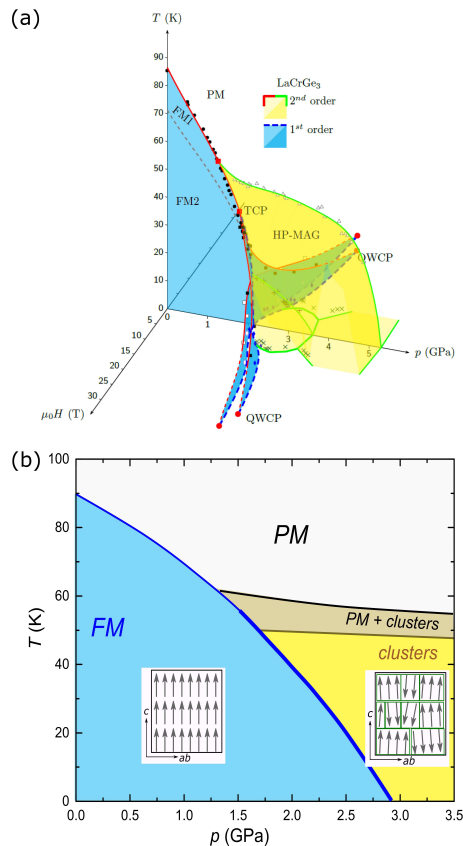 (a)
T (K)
PM
LaCrGe3
2nd order
1st order
90
80
70
60
50
40
30
20
10
0
FM1
FM2
TCP
HP-MAG
QWCP
0
1
3
4
5
p (GPa)
5
10
15
20
25
30
μ0H (T)
QWCP
(b)
T (K)
100
80
60
40
20
0
PM
PM + clusters
FM
clusters
c
ab
c
ab
0.0 0.5 1.0 1.5 2.0 2.5 3.0 3.5
p (GPa)